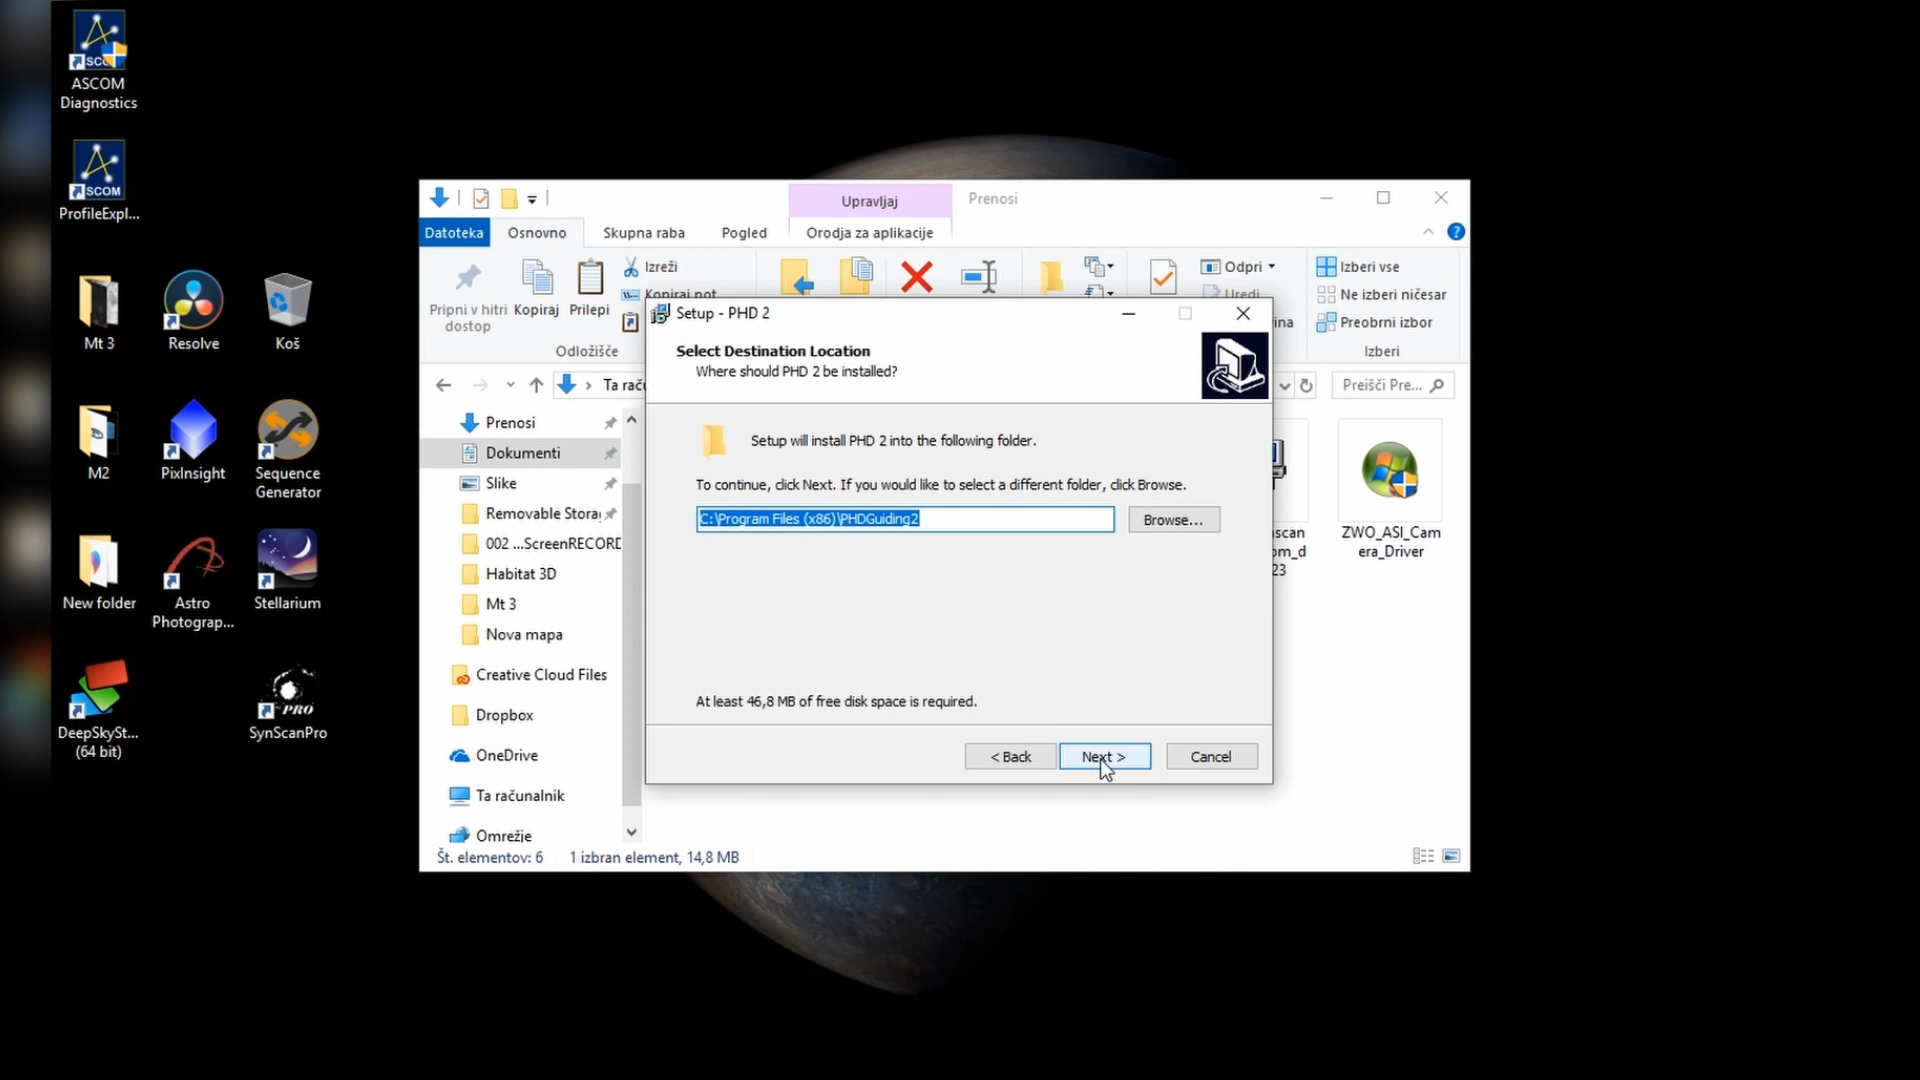 ASCOM
Diagnostics
SCOM
ProfileExpl...
Mt 3
Resolve
Koš
M2
PixInsight
Sequence
Generator
New folder
Astro
Photograp...
Stellarium
DeepSkySt...
(64 bit)
PRO
SynScanPro
Upravljaj
Prenosi
Datoteka
Osnovno
Skupna raba
Pogled
Orodja za aplikacije
Pripni v hitri
dostop
Kopiraj
Prilepi
Izreži
Kopiraj pot
Odložišče
Odpri
Uredi
Izberi vse
Ne izberi ničesar
Preobrni izbor
Izberi
Ta rač
Preišči Pre...
Prenosi
Dokumenti
Slike
Removable Stora
002 ...ScreenRECORD
Habitat 3D
Mt 3
Nova mapa
Creative Cloud Files
Dropbox
OneDrive
Ta računalnik
Omrežje
Št. elementov: 6
1 izbran element, 14,8 MB
Setup - PHD 2
Select Destination Location
Where should PHD 2 be installed?
Setup will install PHD 2 into the following folder.
To continue, click Next. If you would like to select a different folder, click Browse.
C:\Program Files (x86)\PHDGuiding2
Browse...
At least 46,8 MB of free disk space is required.
< Back
Next >
Cancel
scan
om_d
23
ZWO_ASI_Cam
era_Driver